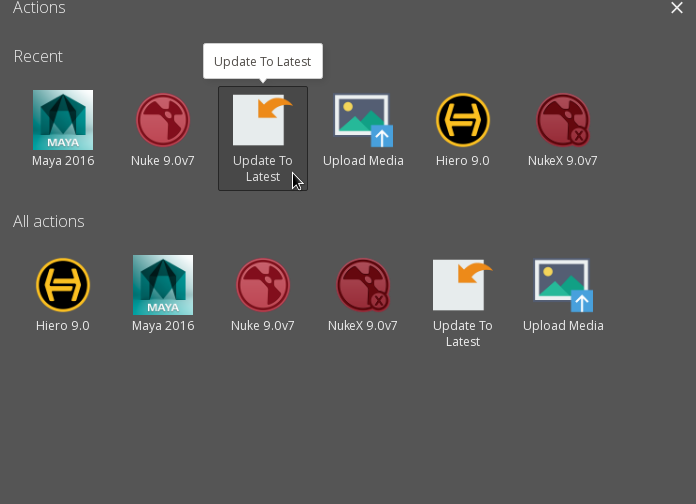 Actions
Recent
Update To Latest
MAYA
Maya 2016
Nuke 9.0v7
Update To
Latest
Upload Media
Hiero 9.0
X
NukeX 9.0v7
All actions
Hiero 9.0
MAYA
Maya 2016
Nuke 9.0v7
X
NukeX 9.0v7
Update To
Latest
Upload Media